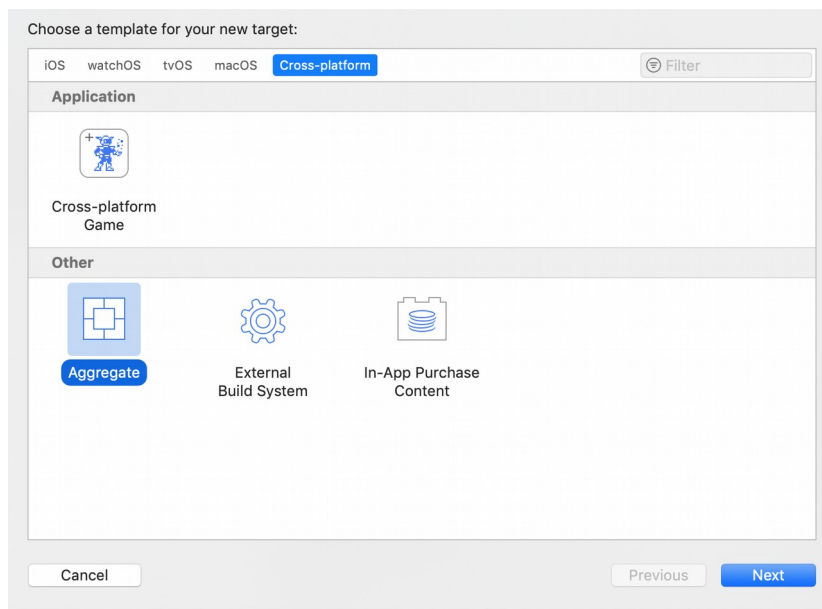 Choose a template for your new target:
iOS watchOS tvOS macOS Cross-platform Filter
Application
Cross-platform
Game
Other
Aggregate External In-App Purchase
Build System Content
Cancel Previous Next